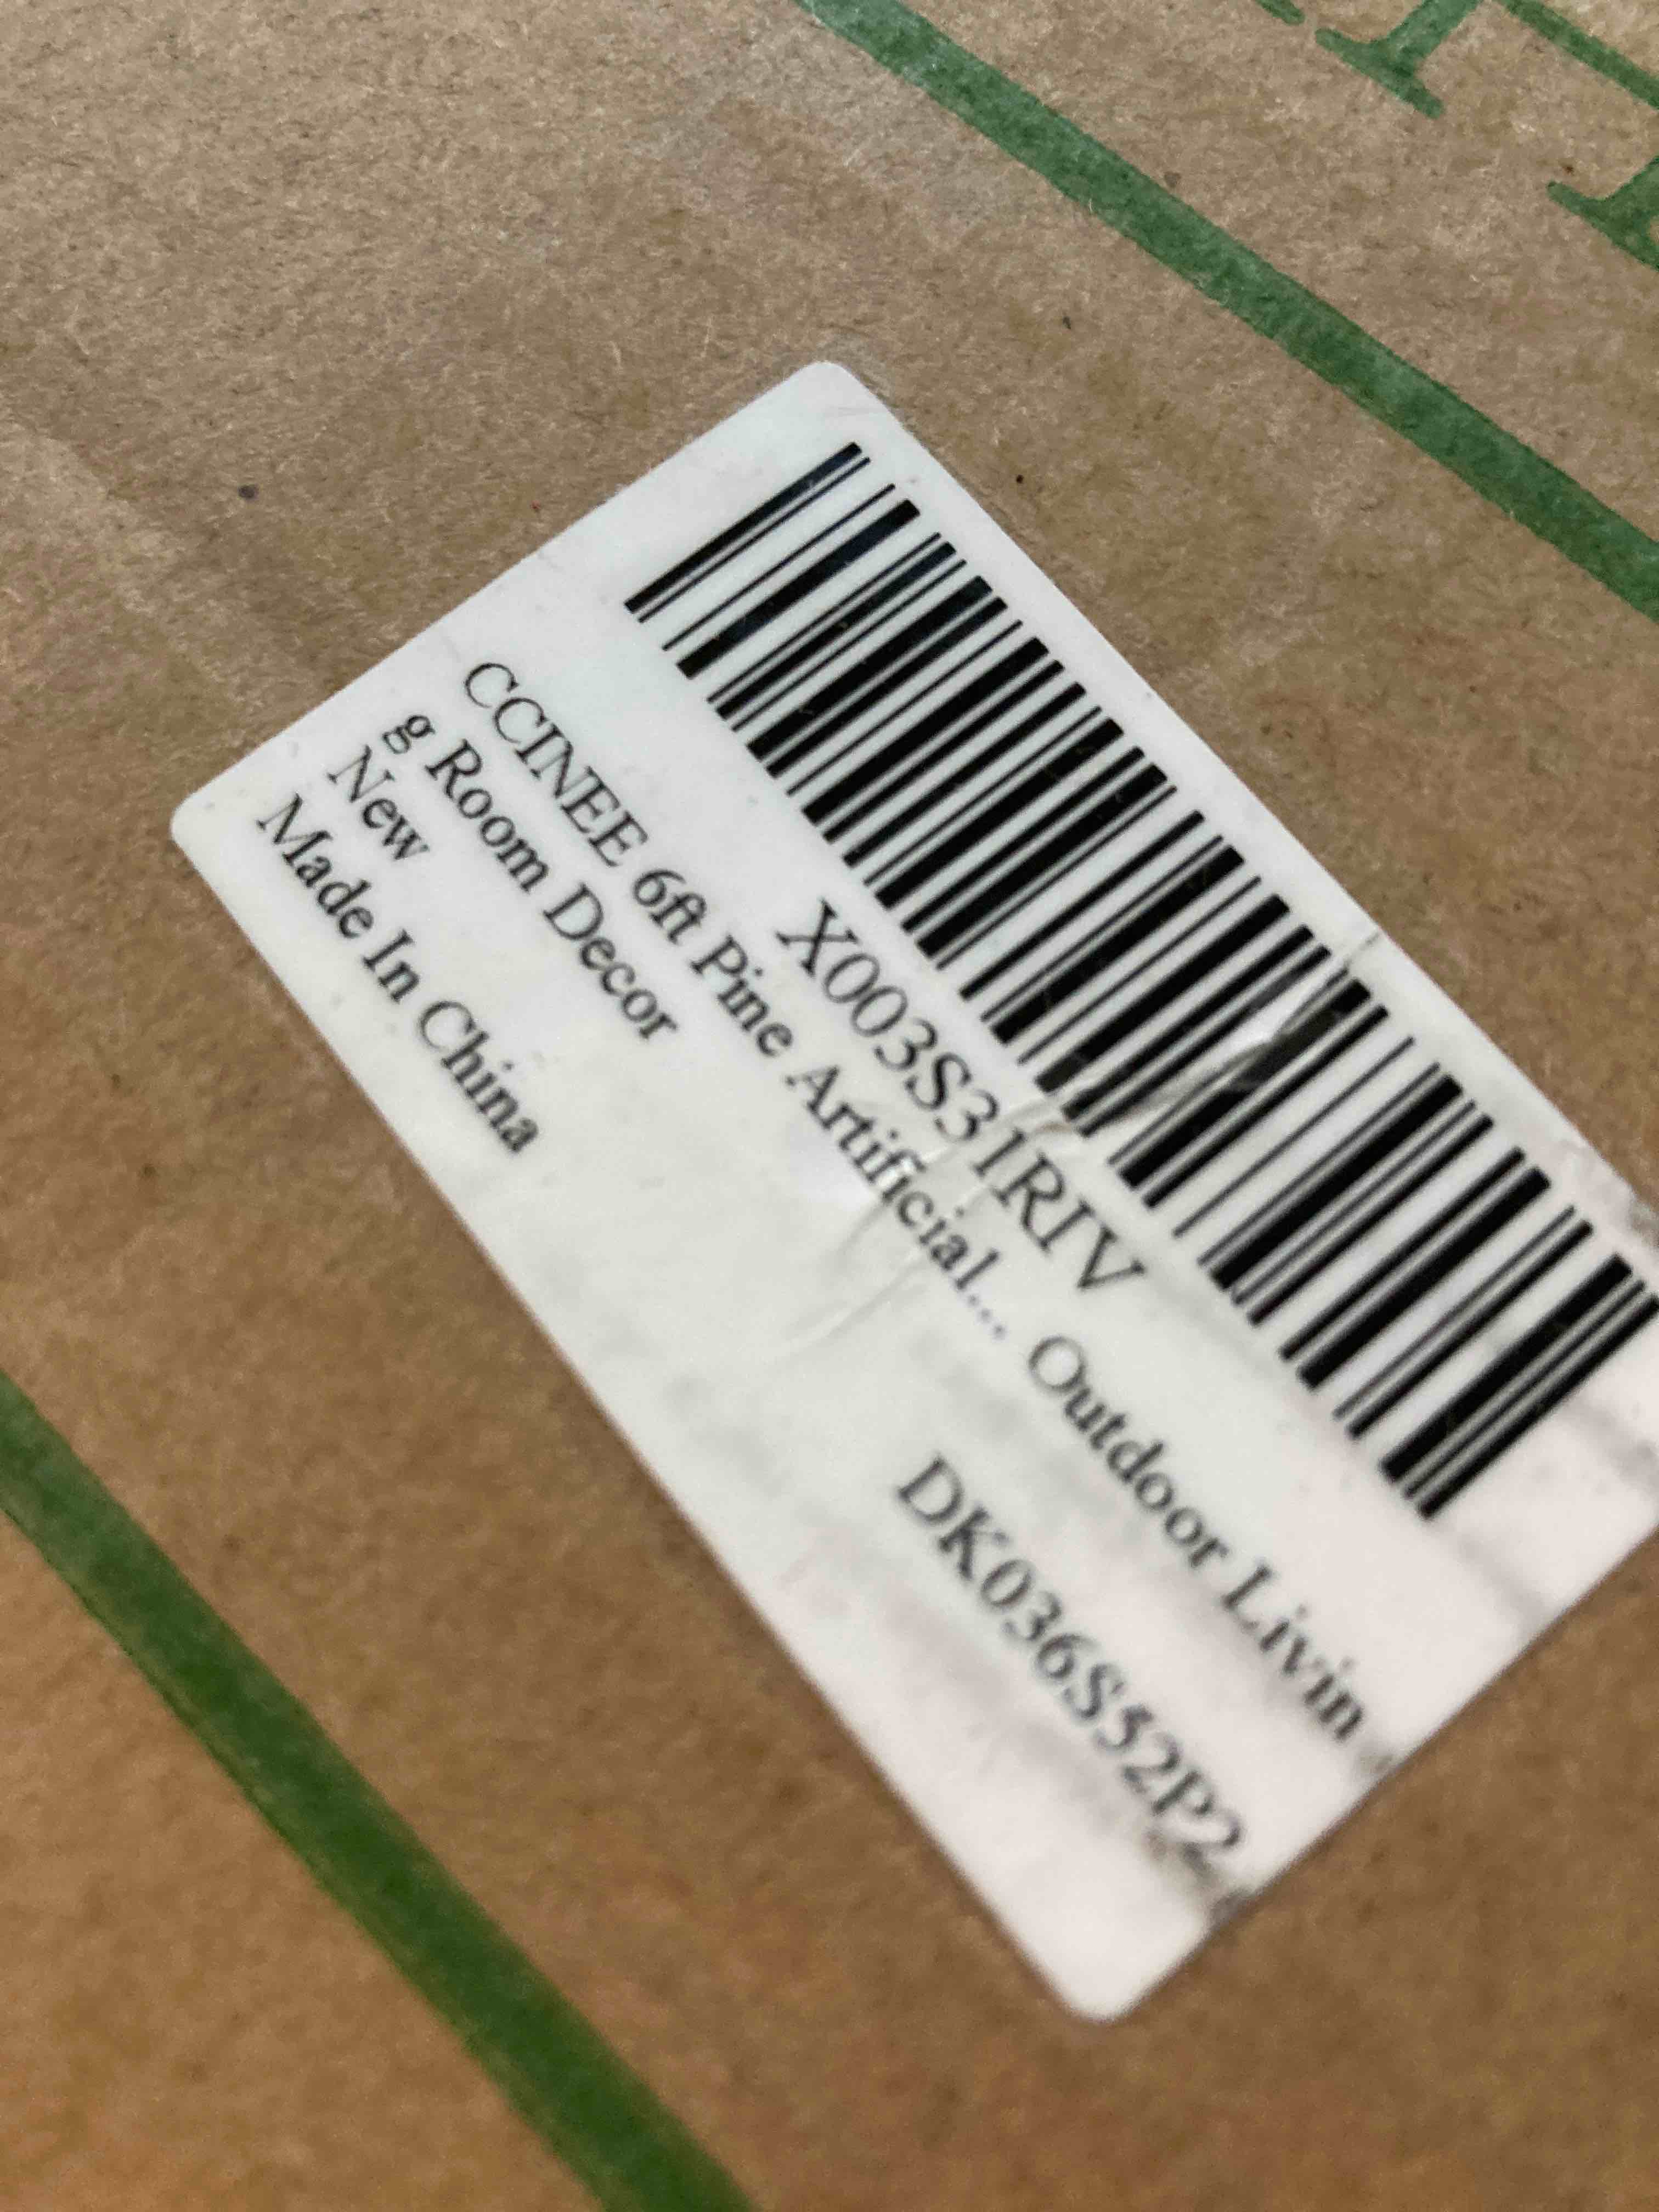 X003S31RIV
CCINEE 6ft Pine Artificial... Outdoor Livin
g Room Decor
New
DK036S52P2
Made In China